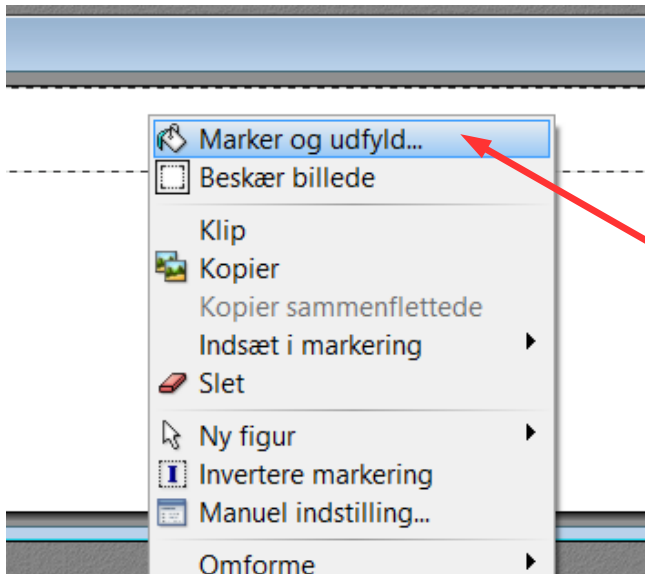 Marker og udfyld...
Beskær billede
Klip
Kopier
Kopier sammenflettede
Indsæt i markering
Slet
Ny figur
Invertere markering
Manuel indstilling...
Omforme